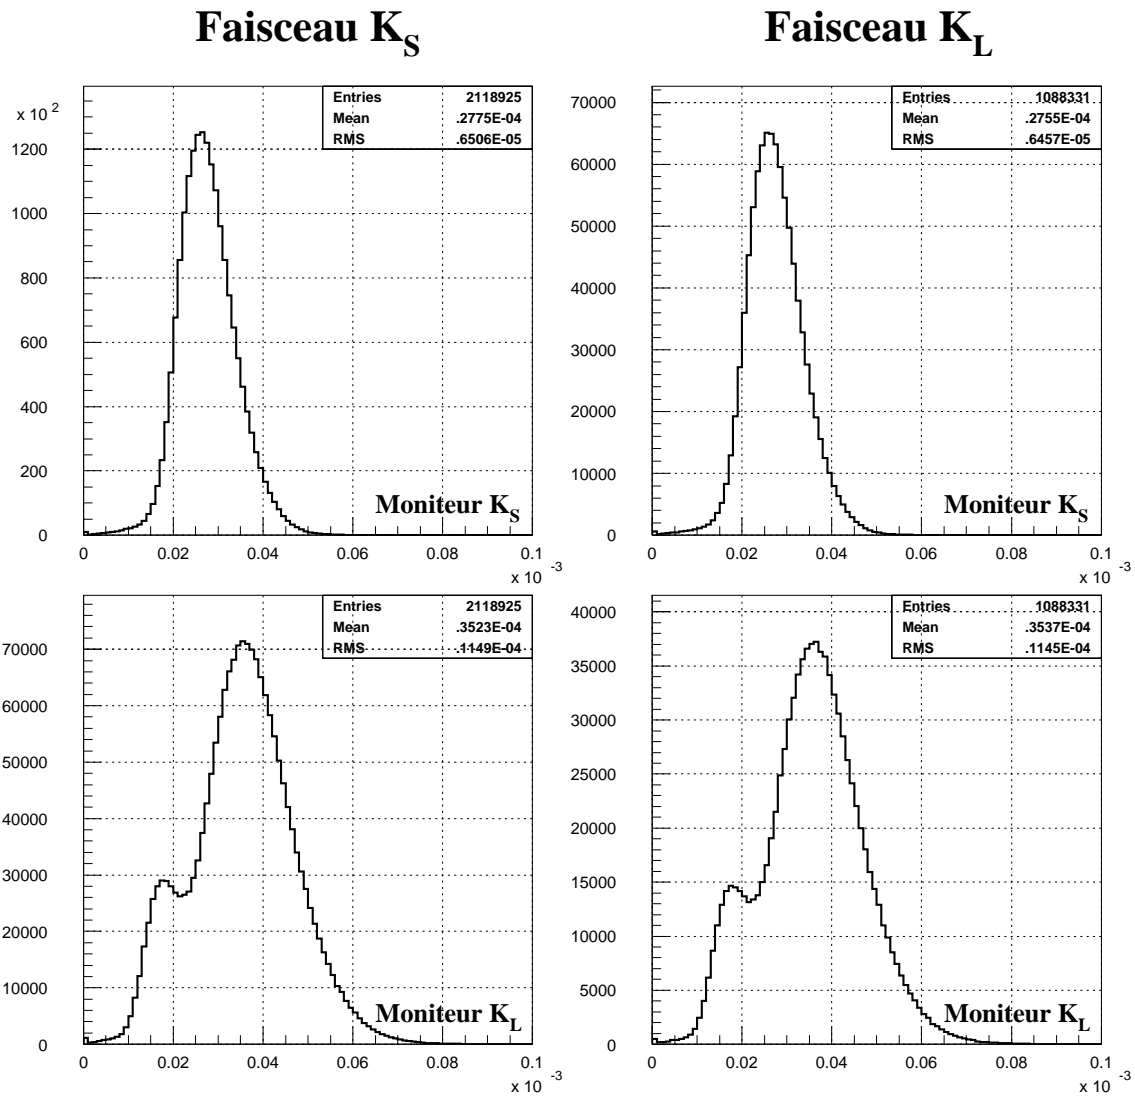 Faisceau K_S
Faisceau K_L
x 10 2
Entries 2118925
Mean .2775E-04
RMS .6506E-05
1200
1000
800
600
400
200
0
Moniteur K_S
0 0.02 0.04 0.06 0.08 0.1
x 10 -3
Entries 1088331
Mean .2755E-04
RMS .6457E-05
70000
60000
50000
40000
30000
20000
10000
0
Moniteur K_S
0 0.02 0.04 0.06 0.08 0.1
x 10 -3
Entries 2118925
Mean .3523E-04
RMS .1149E-04
70000
60000
50000
40000
30000
20000
10000
0
Moniteur K_L
0 0.02 0.04 0.06 0.08 0.1
x 10 -3
Entries 1088331
Mean .3537E-04
RMS .1145E-04
40000
35000
30000
25000
20000
15000
10000
5000
0
Moniteur K_L
0 0.02 0.04 0.06 0.08 0.1
x 10 -3